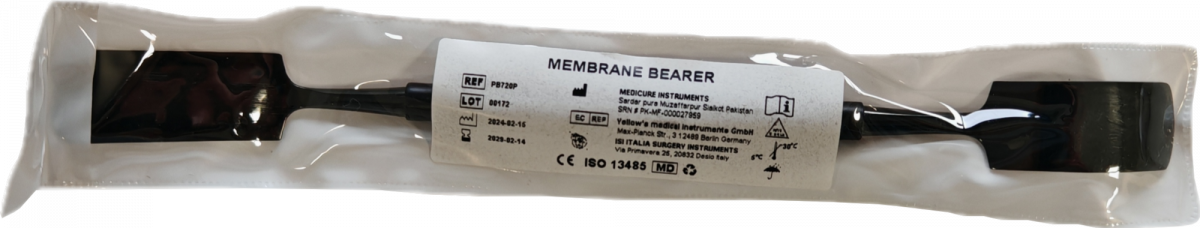 MEMBRANE BEARER
REF PB720P
LOT 00172
2024-02-15
2029-02-14
MEDICURE INSTRUMENTS
Sardar pura Muzaffarpur Sialkot Pakistan
SRN # PK-MF-000027959
EC REP
Yellow's medical Instruments GmbH
Max-Planck Str., 3 12489 Berlin Germany
ISI ITALIA SURGERY INSTRUMENTS
Via Primavera 26, 20832 Desio Italy
CE ISO 13485 MD